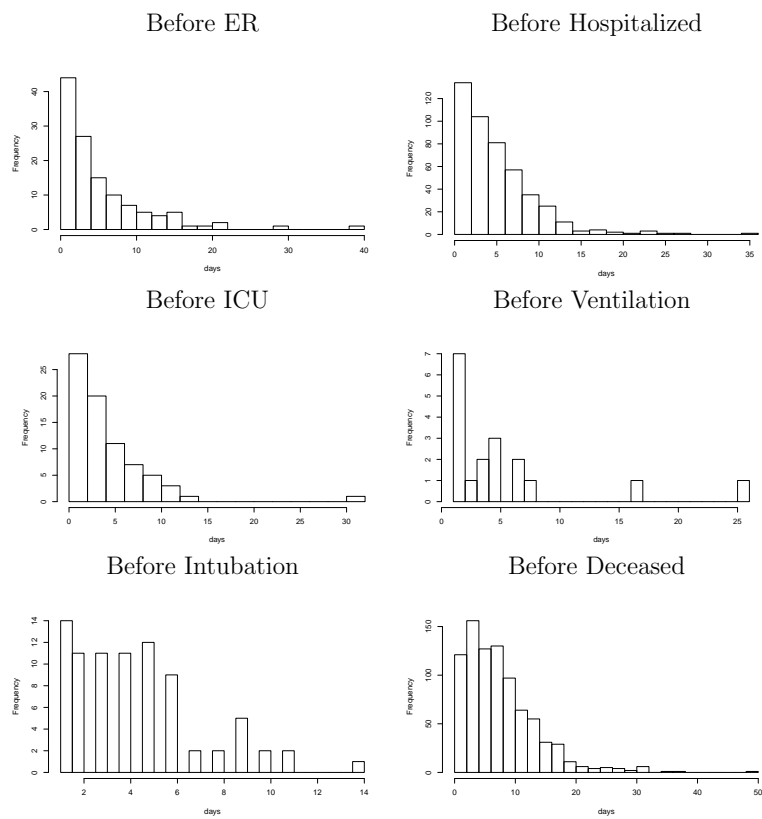 Before ER
Before Hospitalized
Frequency
0 10 20 30 40
0 10 20 30 40
days
Frequency
0 20 40 60 80 100 120
0 5 10 15 20 25 30 35
days
Before ICU
Before Ventilation
Frequency
0 5 10 15 20 25
0 5 10 15 20 25 30
days
Frequency
0 1 2 3 4 5 6 7
0 5 10 15 20 25
days
Before Intubation
Before Deceased
Frequency
0 2 4 6 8 10 12 14
2 4 6 8 10 12 14
days
Frequency
0 50 100 150
0 10 20 30 40 50
days